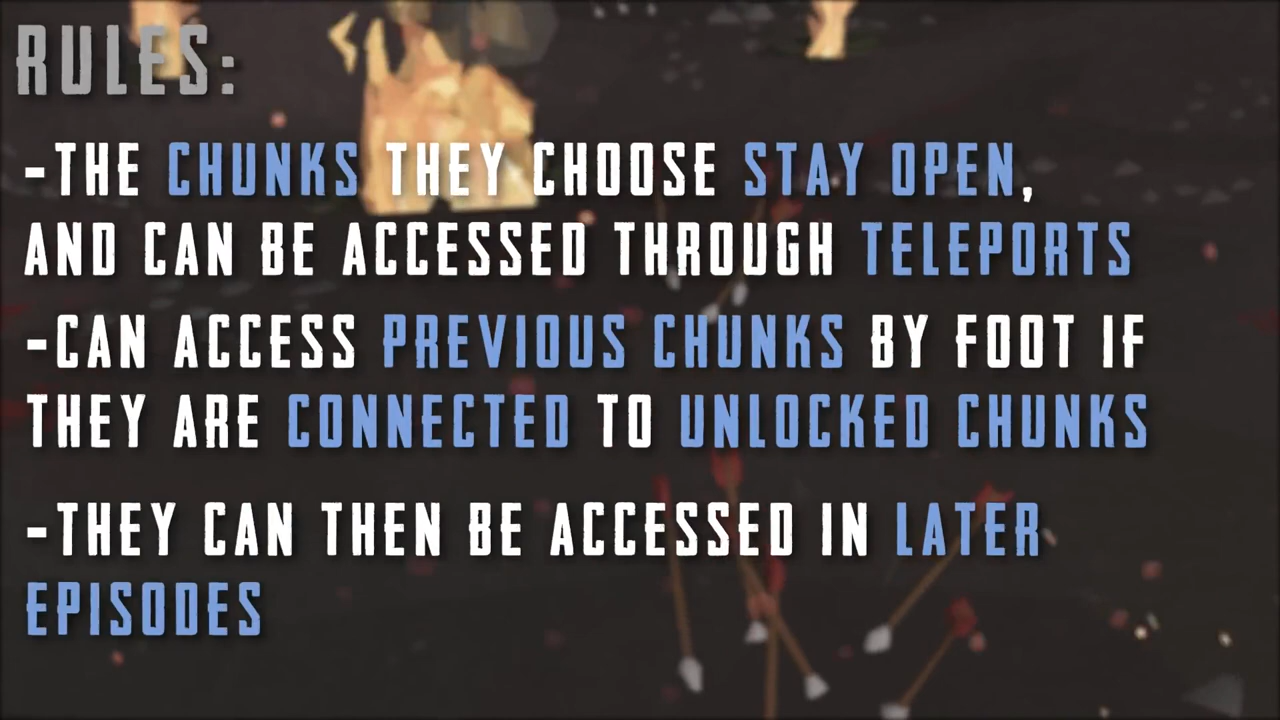 RULES:
-THE CHUNKS THEY CHOOSE STAY OPEN,
AND CAN BE ACCESSED THROUGH TELEPORTS
-CAN ACCESS PREVIOUS CHUNKS BY FOOT IF
THEY ARE CONNECTED TO UNLOCKED CHUNKS
-THEY CAN THEN BE ACCESSED IN LATER
EPISODES